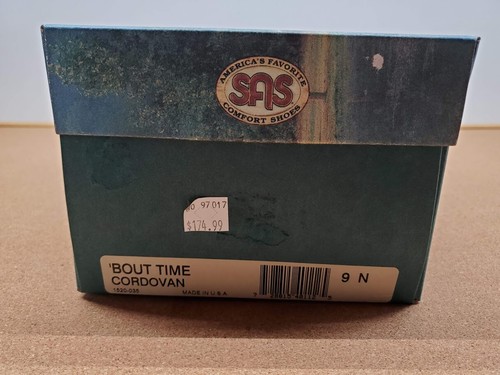 AMERICA'S FAVORITE
SAS
COMFORT SHOES
97017
$174.99
'BOUT TIME
CORDOVAN
MADE IN U.S.A.
9 N